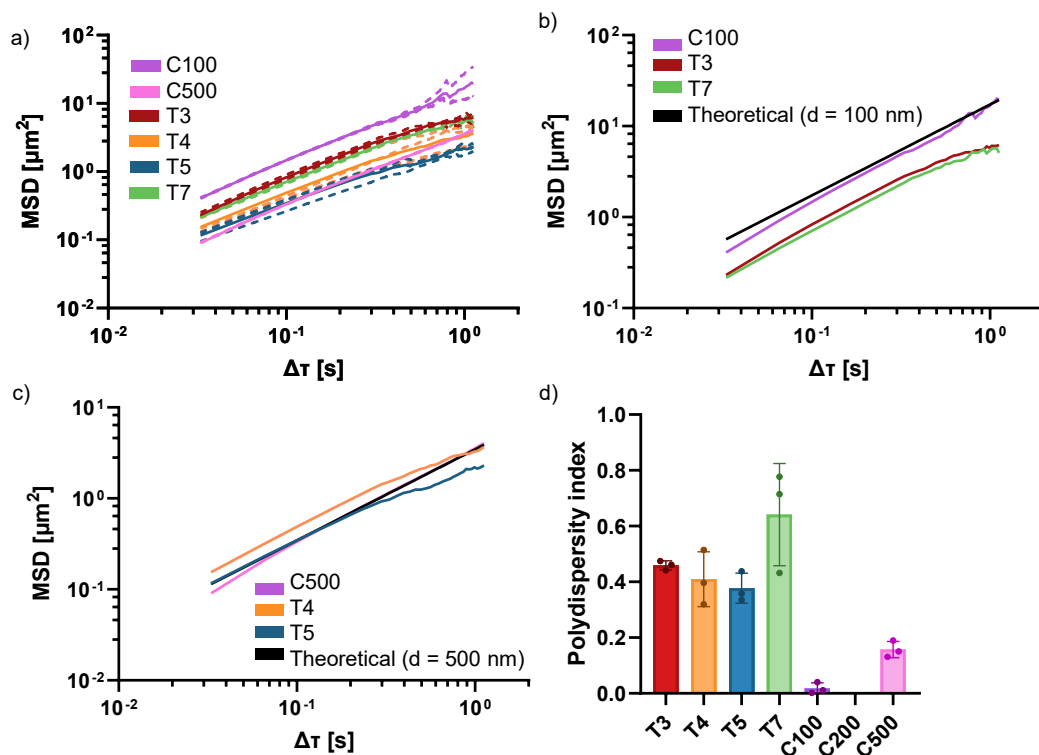 a)
MSD [µm²]
10²
10¹
10⁰
10⁻¹
10⁻²
C100
C500
T3
T4
T5
T7
10⁻²
10⁻¹
10⁰
Δτ [s]
b)
MSD [µm²]
10²
10¹
10⁰
10⁻¹
C100
T3
T7
Theoretical (d = 100 nm)
10⁻²
10⁻¹
10⁰
Δτ [s]
c)
MSD [µm²]
10¹
10⁰
10⁻¹
10⁻²
C500
T4
T5
Theoretical (d = 500 nm)
10⁻²
10⁻¹
10⁰
Δτ [s]
d)
Polydispersity index
1.0
0.8
0.6
0.4
0.2
0.0
T3
T4
T5
T7
C100
C200
C500